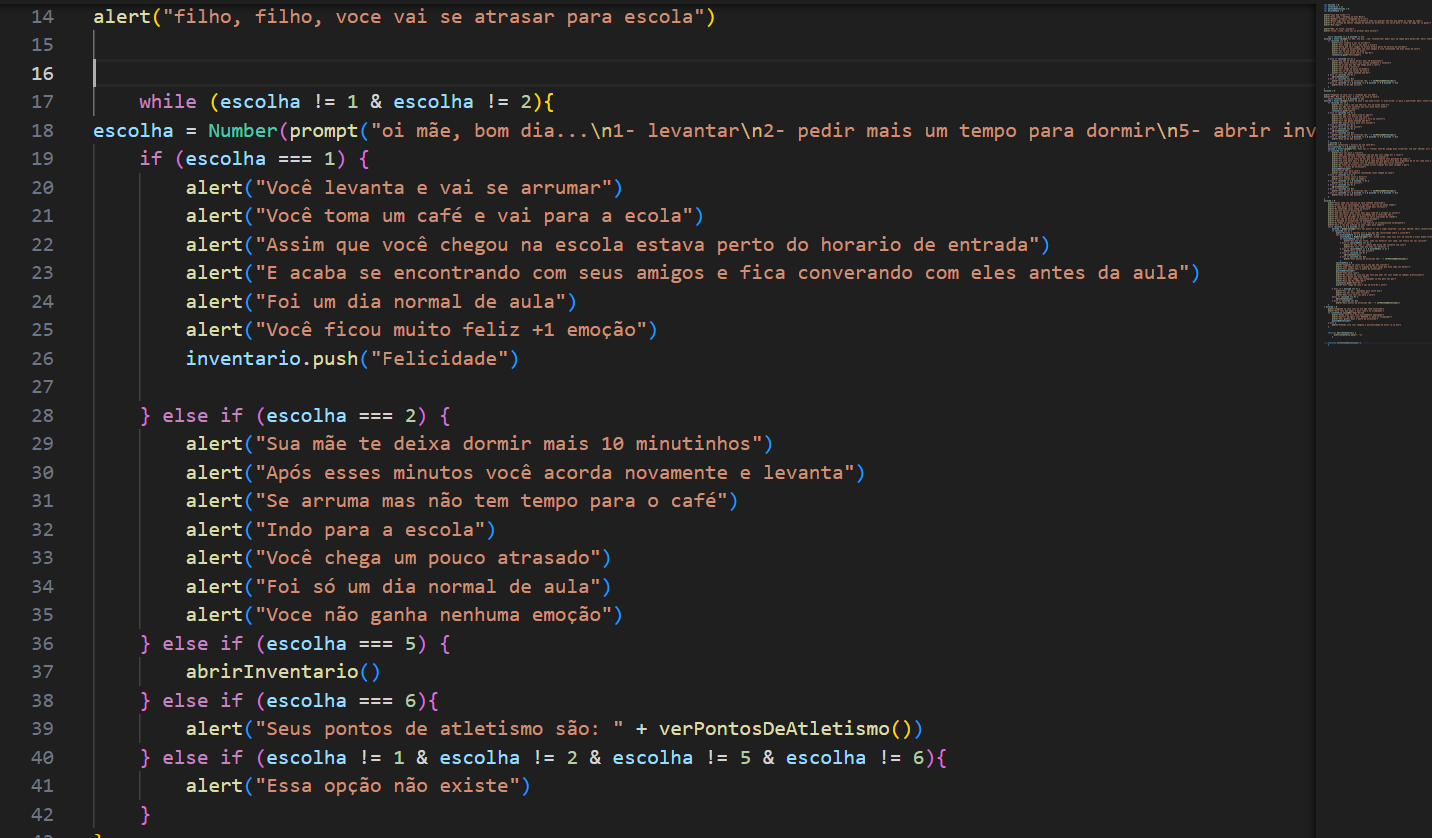 14 alert("filho, filho, voce vai se atrasar para escola")
15
16
17 while (escolha != 1 & escolha != 2){
18 escolha = Number(prompt("oi mãe, bom dia...\n1- levantar\n2- pedir mais um tempo para dormir\n5- abrir inv
19 if (escolha === 1) {
20 alert("Você levanta e vai se arrumar")
21 alert("Você toma um café e vai para a ecola")
22 alert("Assim que você chegou na escola estava perto do horario de entrada")
23 alert("E acaba se encontrando com seus amigos e fica converando com eles antes da aula")
24 alert("Foi um dia normal de aula")
25 alert("Você ficou muito feliz +1 emoção")
26 inventario.push("Felicidade")
27
28 } else if (escolha === 2) {
29 alert("Sua mãe te deixa dormir mais 10 minutinhos")
30 alert("Após esses minutos você acorda novamente e levanta")
31 alert("Se arruma mas não tem tempo para o café")
32 alert("Indo para a escola")
33 alert("Você chega um pouco atrasado")
34 alert("Foi só um dia normal de aula")
35 alert("Voce não ganha nenhuma emoção")
36 } else if (escolha === 5) {
37 abrirInventario()
38 } else if (escolha === 6){
39 alert("Seus pontos de atletismo são: " + verPontosDeAtletismo())
40 } else if (escolha != 1 & escolha != 2 & escolha != 5 & escolha != 6){
41 alert("Essa opção não existe")
42 }